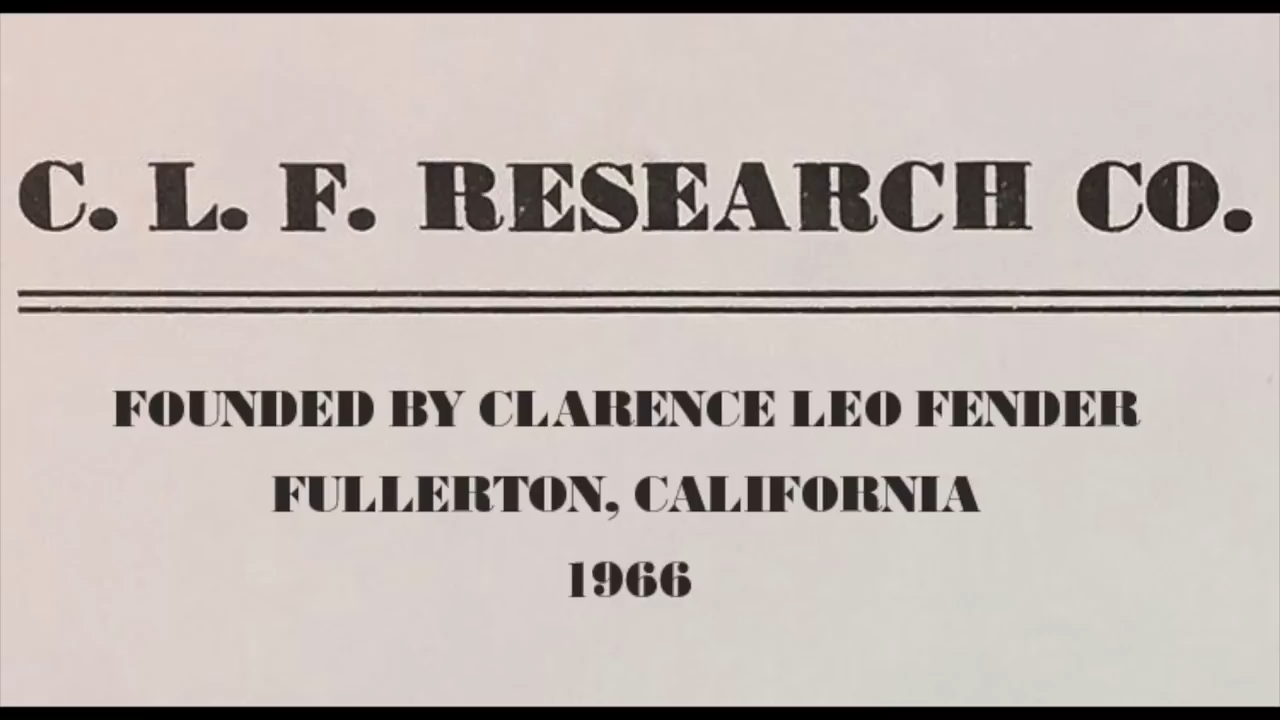 C. L. F. RESEARCH CO.
FOUNDED BY CLARENCE LEO FENDER
FULLERTON, CALIFORNIA
1966